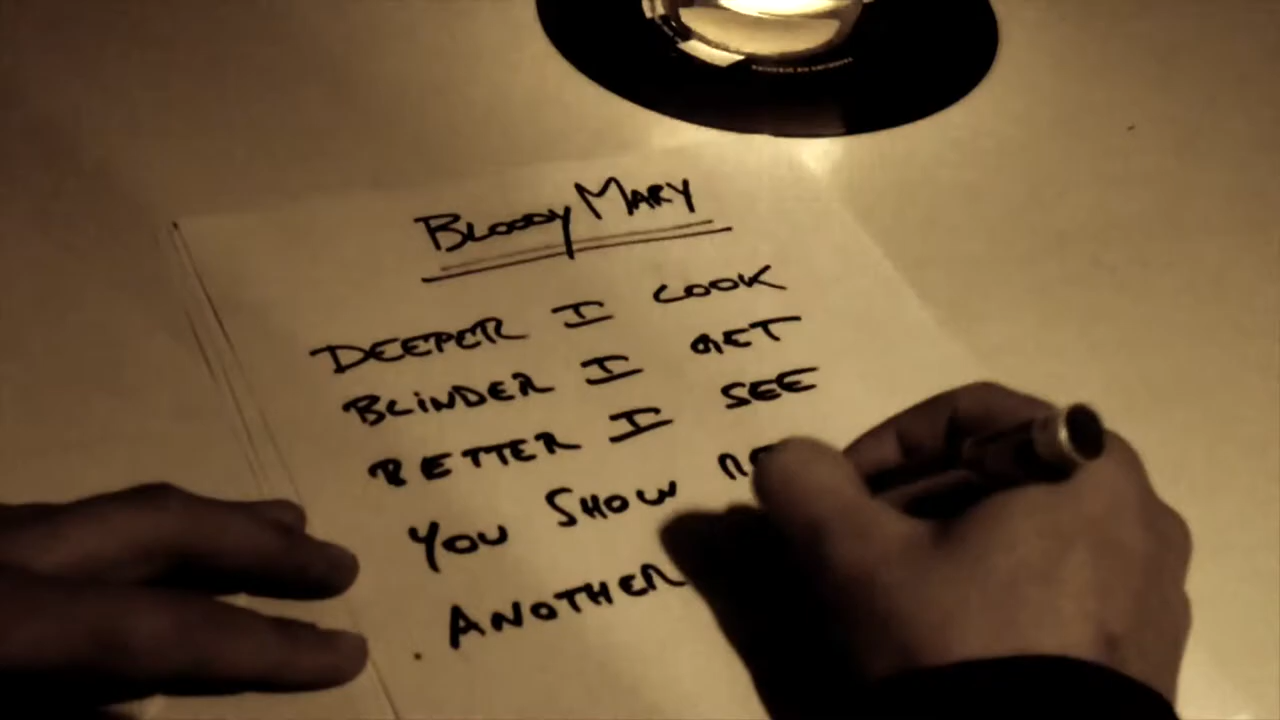 BLOODY MARY
DEEPER I LOOK
BLINDER I GET
BETTER I SEE
YOU SHOW
ANOTHER